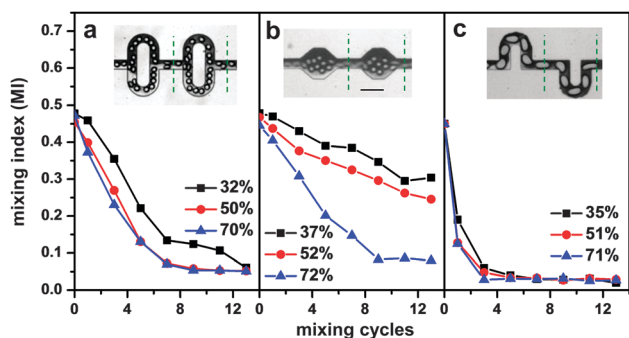 a
b
c
mixing index (MI)
0.7
0.6
0.5
0.4
0.3
0.2
0.1
0.0
32%
50%
70%
37%
52%
72%
35%
51%
71%
0 4 8 12 0 4 8 12 0 4 8 12
mixing cycles